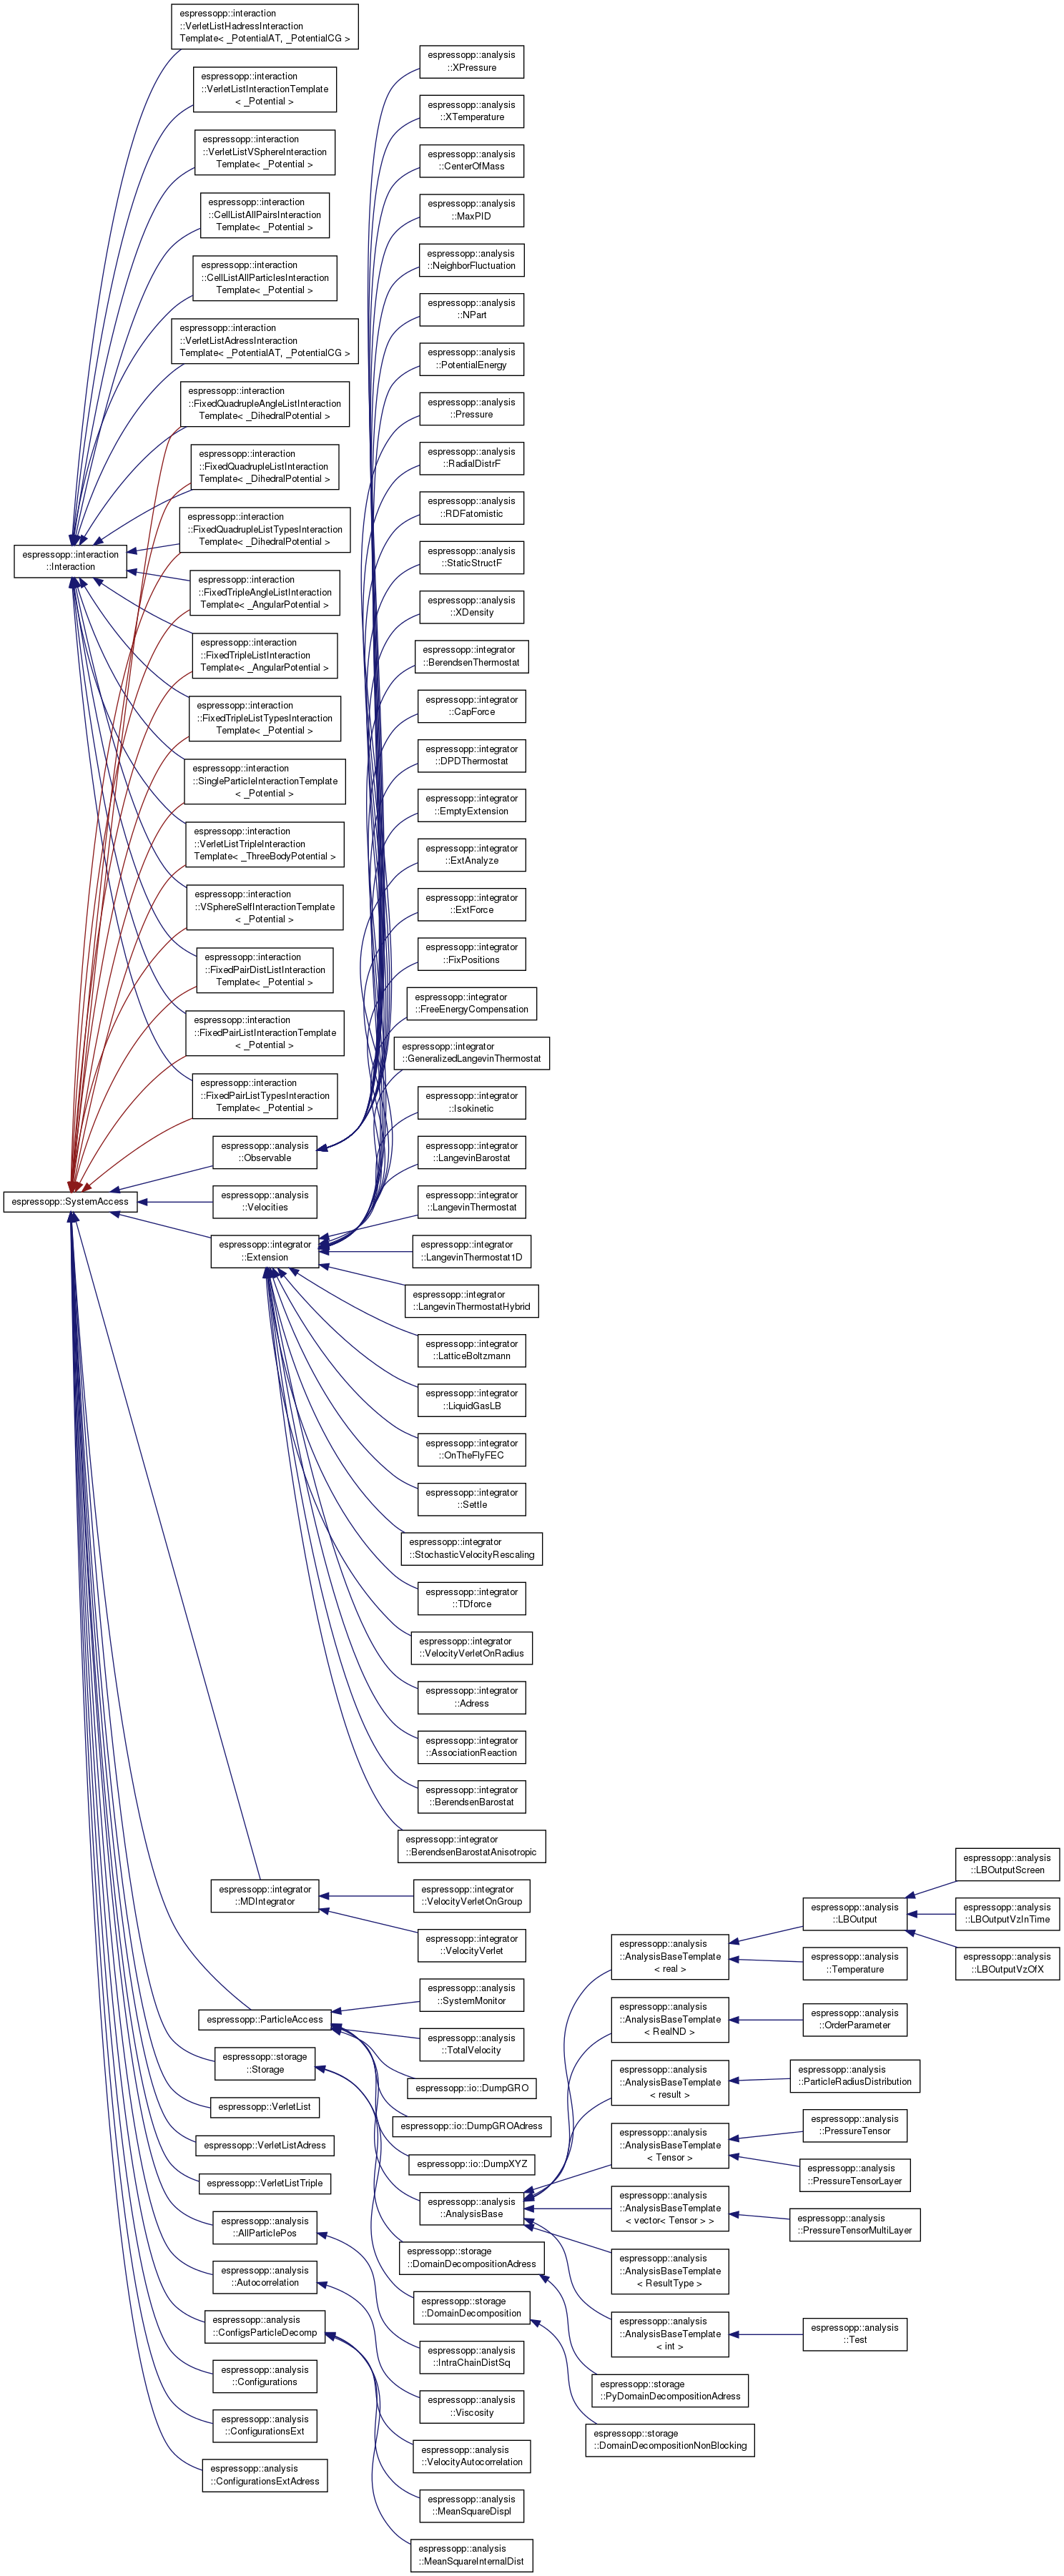 espressopp::interaction
::VerletListHadressInteraction
Template< _PotentialAT, _PotentialCG >
espressopp::interaction
::VerletListInteractionTemplate
< _Potential >
espressopp::interaction
::VerletListVSphereInteraction
Template< _Potential >
espressopp::interaction
::CellListAllPairsInteraction
Template< _Potential >
espressopp::interaction
::CellListAllParticlesInteraction
Template< _Potential >
espressopp::interaction
::VerletListAdressInteraction
Template< _PotentialAT, _PotentialCG >
espressopp::interaction
::FixedQuadrupleAngleListInteraction
Template< _DihedralPotential >
espressopp::interaction
::FixedQuadrupleListInteraction
Template< _DihedralPotential >
espressopp::interaction
::FixedQuadrupleListTypesInteraction
Template< _DihedralPotential >
espressopp::interaction
::Interaction
espressopp::interaction
::FixedTripleAngleListInteraction
Template< _AngularPotential >
espressopp::interaction
::FixedTripleListInteraction
Template< _AngularPotential >
espressopp::interaction
::FixedTripleListTypesInteraction
Template< _Potential >
espressopp::interaction
::SingleParticleInteractionTemplate
< _Potential >
espressopp::interaction
::VerletListTripleInteraction
Template< _ThreeBodyPotential >
espressopp::interaction
::VSphereSelfInteractionTemplate
< _Potential >
espressopp::interaction
::FixedPairDistListInteraction
Template< _Potential >
espressopp::interaction
::FixedPairListInteractionTemplate
< _Potential >
espressopp::interaction
::FixedPairListTypesInteraction
Template< _Potential >
espressopp::analysis
::Observable
espressopp::SystemAccess
espressopp::analysis
::Velocities
espressopp::integrator
::Extension
espressopp::analysis
::XPressure
espressopp::analysis
::XTemperature
espressopp::analysis
::CenterOfMass
espressopp::analysis
::MaxPID
espressopp::analysis
::NeighborFluctuation
espressopp::analysis
::NPart
espressopp::analysis
::PotentialEnergy
espressopp::analysis
::Pressure
espressopp::analysis
::RadialDistrF
espressopp::analysis
::RDFatomistic
espressopp::analysis
::StaticStructF
espressopp::analysis
::XDensity
espressopp::integrator
::BerendsenThermostat
espressopp::integrator
::CapForce
espressopp::integrator
::DPDThermostat
espressopp::integrator
::EmptyExtension
espressopp::integrator
::ExtAnalyze
espressopp::integrator
::ExtForce
espressopp::integrator
::FixPositions
espressopp::integrator
::FreeEnergyCompensation
espressopp::integrator
::GeneralizedLangevinThermostat
espressopp::integrator
::Isokinetic
espressopp::integrator
::LangevinBarostat
espressopp::integrator
::LangevinThermostat
espressopp::integrator
::LangevinThermostat1D
espressopp::integrator
::LangevinThermostatHybrid
espressopp::integrator
::LatticeBoltzmann
espressopp::integrator
::LiquidGasLB
espressopp::integrator
::OnTheFlyFEC
espressopp::integrator
::Settle
espressopp::integrator
::StochasticVelocityRescaling
espressopp::integrator
::TDforce
espressopp::integrator
::VelocityVerletOnRadius
espressopp::integrator
::Adress
espressopp::integrator
::AssociationReaction
espressopp::integrator
::BerendsenBarostat
espressopp::integrator
::BerendsenBarostatAnisotropic
espressopp::integrator
::MDIntegrator
espressopp::integrator
::VelocityVerletOnGroup
espressopp::integrator
::VelocityVerlet
espressopp::ParticleAccess
espressopp::storage
::Storage
espressopp::VerletList
espressopp::VerletListAdress
espressopp::VerletListTriple
espressopp::analysis
::AllParticlePos
espressopp::analysis
::Autocorrelation
espressopp::analysis
::ConfigsParticleDecomp
espressopp::analysis
::Configurations
espressopp::analysis
::ConfigurationsExt
espressopp::analysis
::ConfigurationsExtAdress
espressopp::analysis
::SystemMonitor
espressopp::analysis
::TotalVelocity
espressopp::io::DumpGRO
espressopp::io::DumpGROAdress
espressopp::io::DumpXYZ
espressopp::analysis
::AnalysisBase
espressopp::storage
::DomainDecompositionAdress
espressopp::storage
::DomainDecomposition
espressopp::analysis
::IntraChainDistSq
espressopp::analysis
::Viscosity
espressopp::analysis
::VelocityAutocorrelation
espressopp::analysis
::MeanSquareDispl
espressopp::analysis
::MeanSquareInternalDist
espressopp::analysis
::AnalysisBaseTemplate
< real >
espressopp::analysis
::AnalysisBaseTemplate
< RealND >
espressopp::analysis
::AnalysisBaseTemplate
< result >
espressopp::analysis
::AnalysisBaseTemplate
< Tensor >
espressopp::analysis
::AnalysisBaseTemplate
< vector< Tensor > >
espressopp::analysis
::AnalysisBaseTemplate
< ResultType >
espressopp::analysis
::AnalysisBaseTemplate
< int >
espressopp::storage
::PyDomainDecompositionAdress
espressopp::storage
::DomainDecompositionNonBlocking
espressopp::analysis
::LBOutput
espressopp::analysis
::Temperature
espressopp::analysis
::OrderParameter
espressopp::analysis
::ParticleRadiusDistribution
espressopp::analysis
::PressureTensor
espressopp::analysis
::PressureTensorLayer
espressopp::analysis
::PressureTensorMultiLayer
espressopp::analysis
::Test
espressopp::analysis
::LBOutputScreen
espressopp::analysis
::LBOutputVzInTime
espressopp::analysis
::LBOutputVzOfX